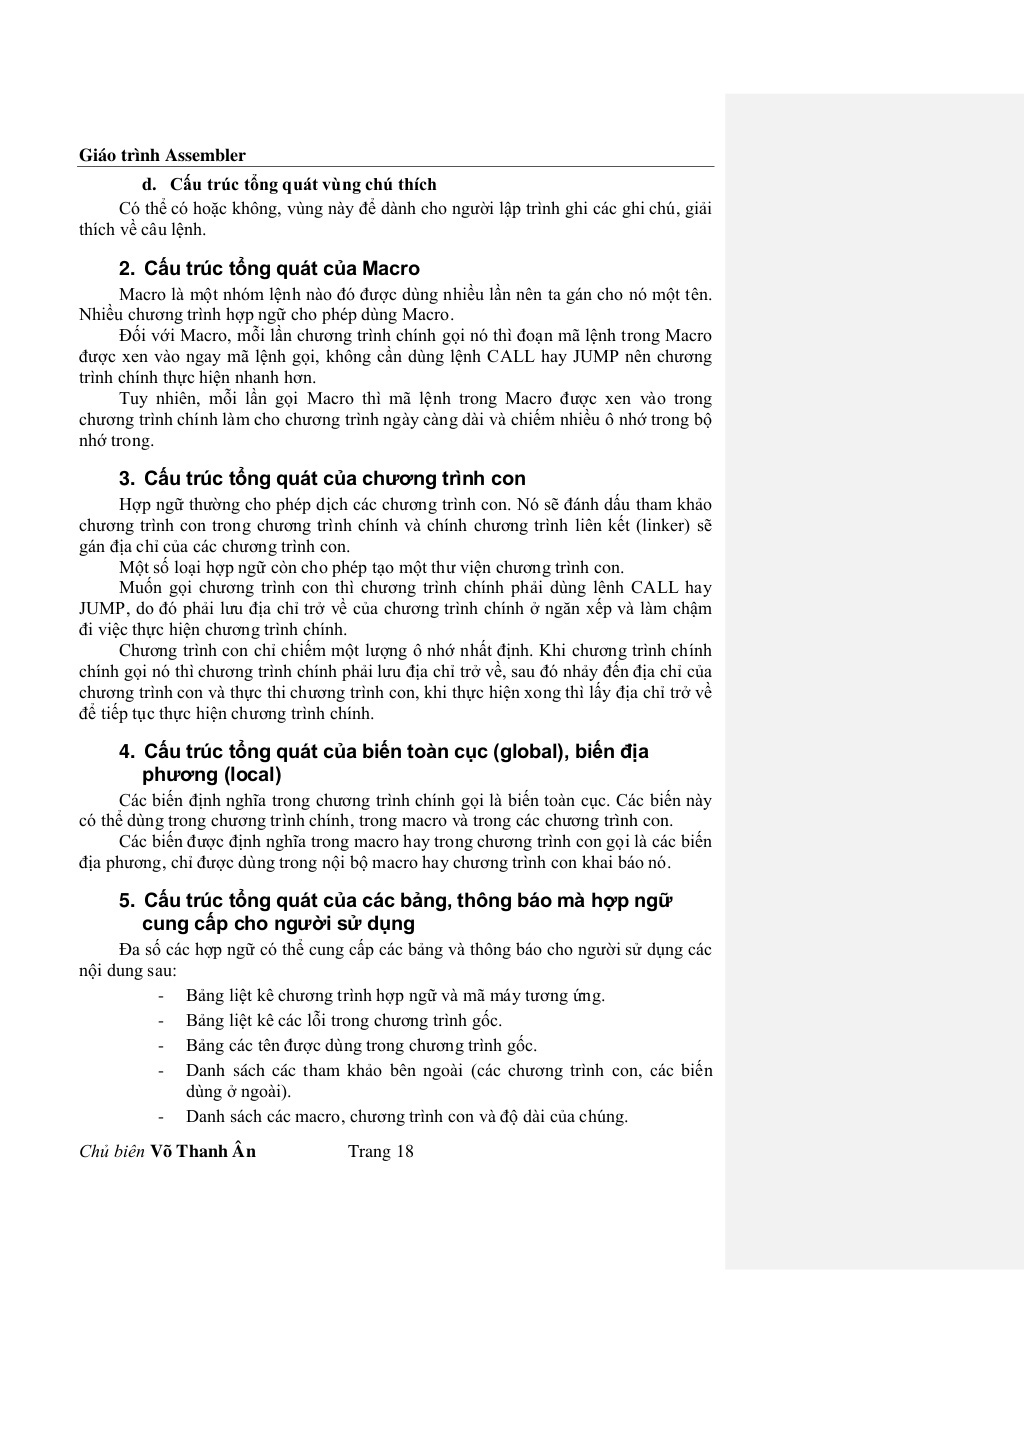 Giáo trình Assembler
d. Cấu trúc tổng quát vùng chú thích
Có thể có hoặc không, vùng này để dành cho người lập trình ghi các ghi chú, giải
thích về câu lệnh.
2. Cấu trúc tổng quát của Macro
Macro là một nhóm lệnh nào đó được dùng nhiều lần nên ta gán cho nó một tên.
Nhiều chương trình hợp ngữ cho phép dùng Macro.
Đối với Macro, mỗi lần chương trình chính gọi nó thì đoạn mã lệnh trong Macro
được xen vào ngay mã lệnh gọi, không cần dùng lệnh CALL hay JUMP nên chương
trình chính thực hiện nhanh hơn.
Tuy nhiên, mỗi lần gọi Macro thì mã lệnh trong Macro được xen vào trong
chương trình chính làm cho chương trình ngày càng dài và chiếm nhiều ô nhớ trong bộ
nhớ trong.
3. Cấu trúc tổng quát của chương trình con
Hợp ngữ thường cho phép dịch các chương trình con. Nó sẽ đánh dấu tham khảo
chương trình con trong chương trình chính và chính chương trình liên kết (linker) sẽ
gán địa chỉ của các chương trình con.
Một số loại hợp ngữ còn cho phép tạo một thư viện chương trình con.
Muốn gọi chương trình con thì chương trình chính phải dùng lênh CALL hay
JUMP, do đó phải lưu địa chỉ trở về của chương trình chính ở ngăn xếp và làm chậm
đi việc thực hiện chương trình chính.
Chương trình con chỉ chiếm một lượng ô nhớ nhất định. Khi chương trình chính
chính gọi nó thì chương trình chính phải lưu địa chỉ trở về, sau đó nhảy đến địa chỉ của
chương trình con và thực thi chương trình con, khi thực hiện xong thì lấy địa chỉ trở về
để tiếp tục thực hiện chương trình chính.
4. Cấu trúc tổng quát của biến toàn cục (global), biến địa
phương (local)
Các biến định nghĩa trong chương trình chính gọi là biến toàn cục. Các biến này
có thể dùng trong chương trình chính, trong macro và trong các chương trình con.
Các biến được định nghĩa trong macro hay trong chương trình con gọi là các biến
địa phương, chỉ được dùng trong nội bộ macro hay chương trình con khai báo nó.
5. Cấu trúc tổng quát của các bảng, thông báo mà hợp ngữ
cung cấp cho người sử dụng
Đa số các hợp ngữ có thể cung cấp các bảng và thông báo cho người sử dụng các
nội dung sau:
- Bảng liệt kê chương trình hợp ngữ và mã máy tương ứng.
- Bảng liệt kê các lỗi trong chương trình gốc.
- Bảng các tên được dùng trong chương trình gốc.
- Danh sách các tham khảo bên ngoài (các chương trình con, các biến
dùng ở ngoài).
- Danh sách các macro, chương trình con và độ dài của chúng.
Chủ biên Võ Thanh Ân Trang 18